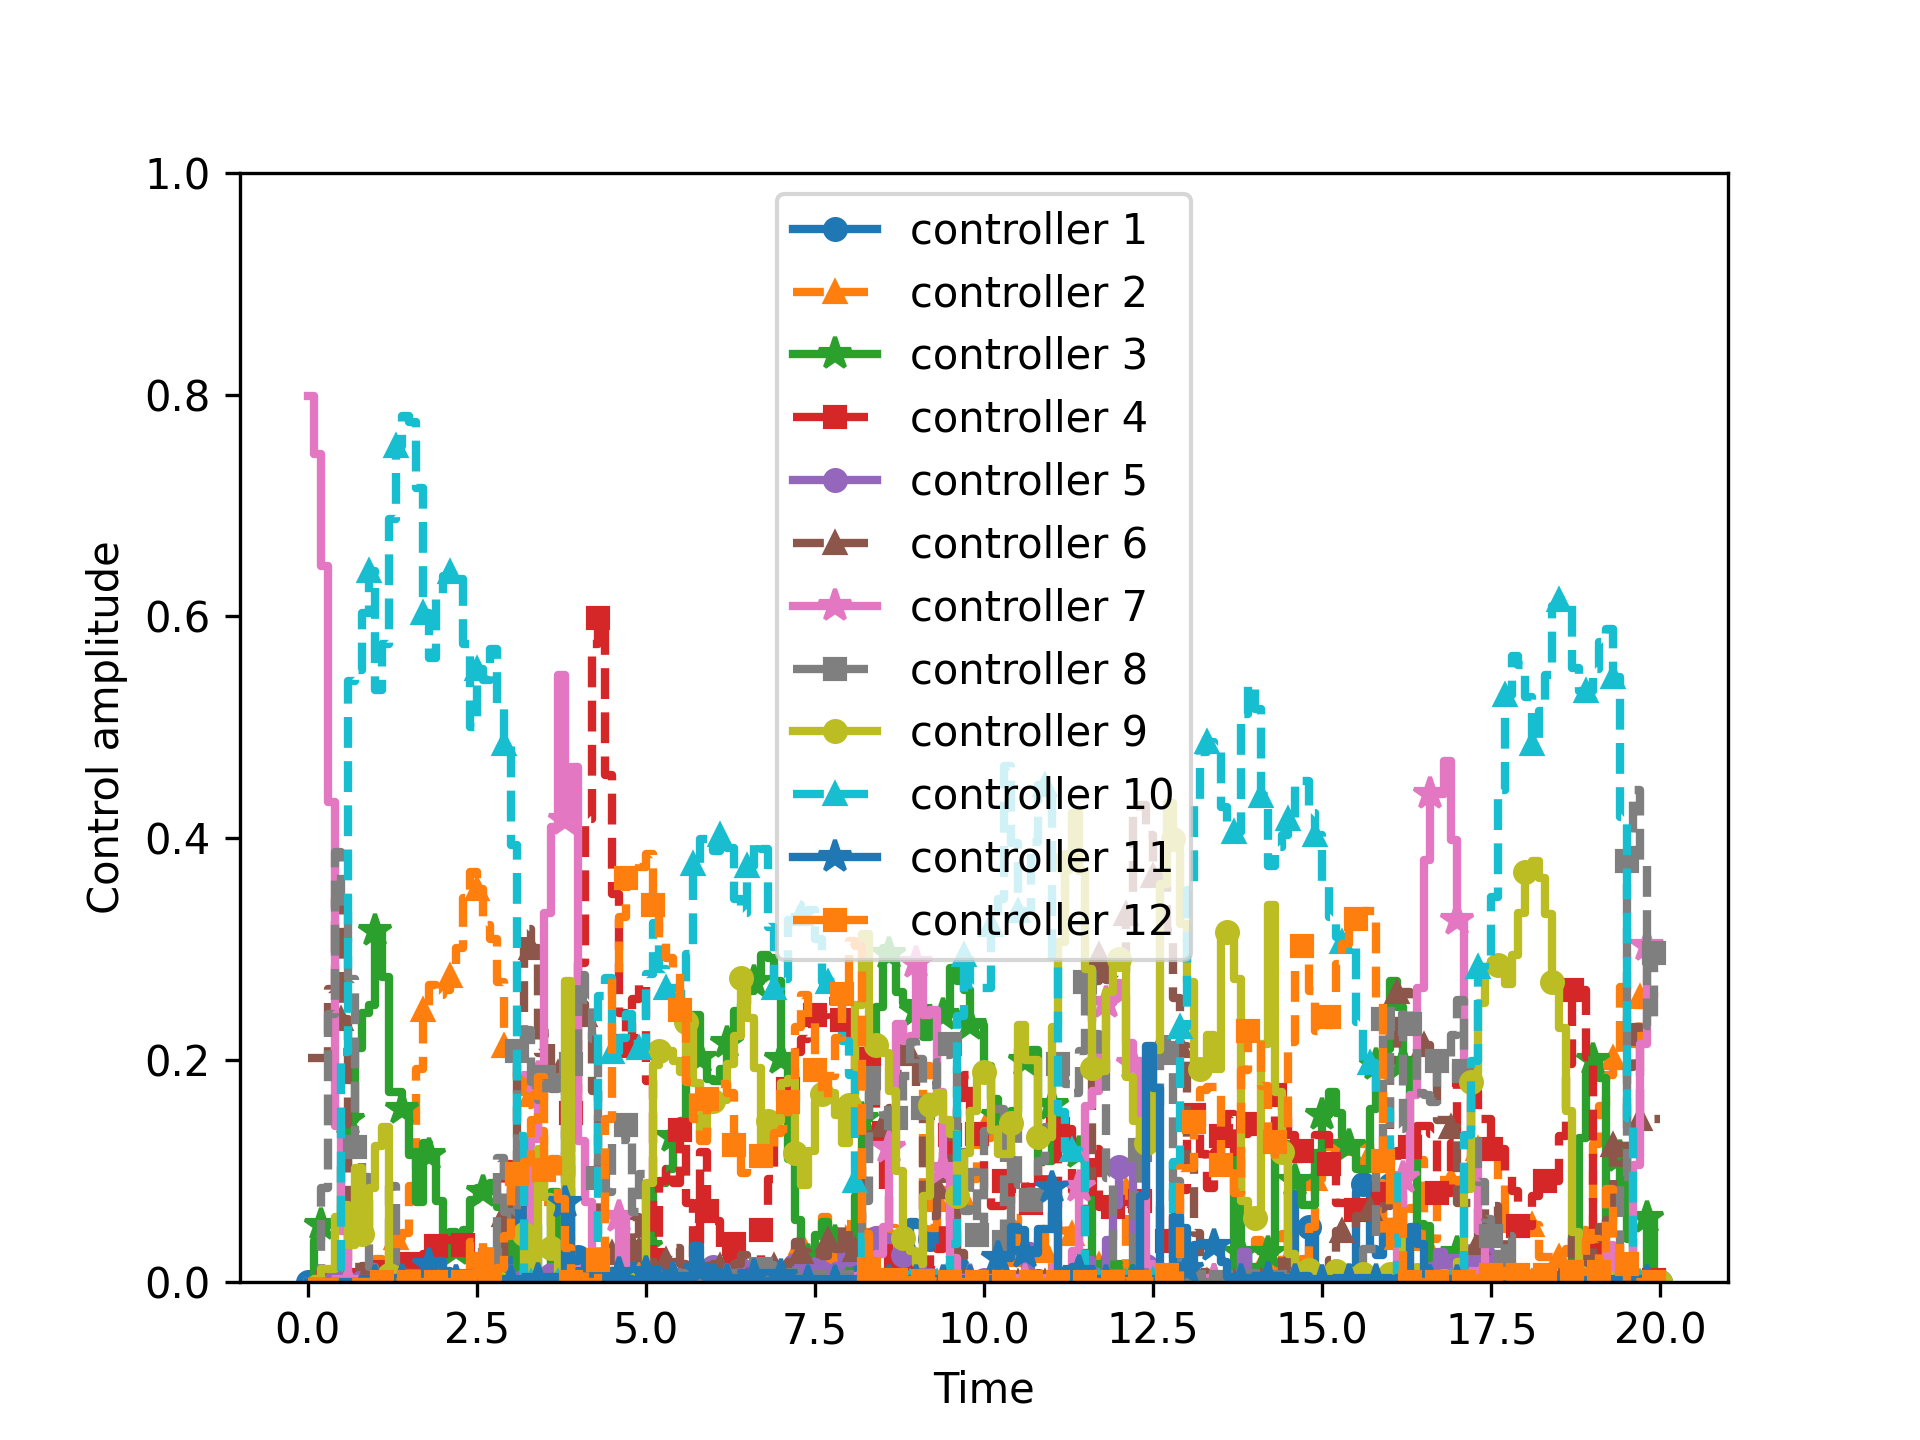 1.0
0.8
0.6
0.4
0.2
0.0
Control amplitude
controller 1
controller 2
controller 3
controller 4
controller 5
controller 6
controller 7
controller 8
controller 9
controller 10
controller 11
controller 12
0.0 2.5 5.0 7.5 10.0 12.5 15.0 17.5 20.0
Time